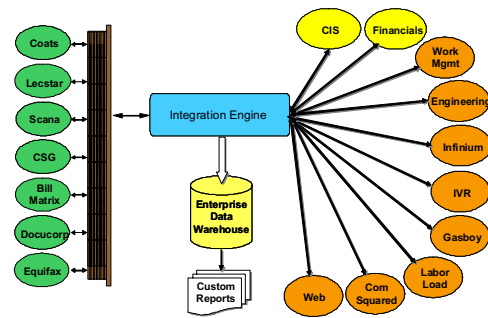 Coats
Lecstar
Scana
CSG
Bill
Matrix
Docucorp
Equifax
Integration Engine
Enterprise
Data
Warehouse
Custom
Reports
CIS
Financials
Work
Mgmt
Engineering
Infinium
IVR
Gasboy
Labor
Load
Com
Squared
Web